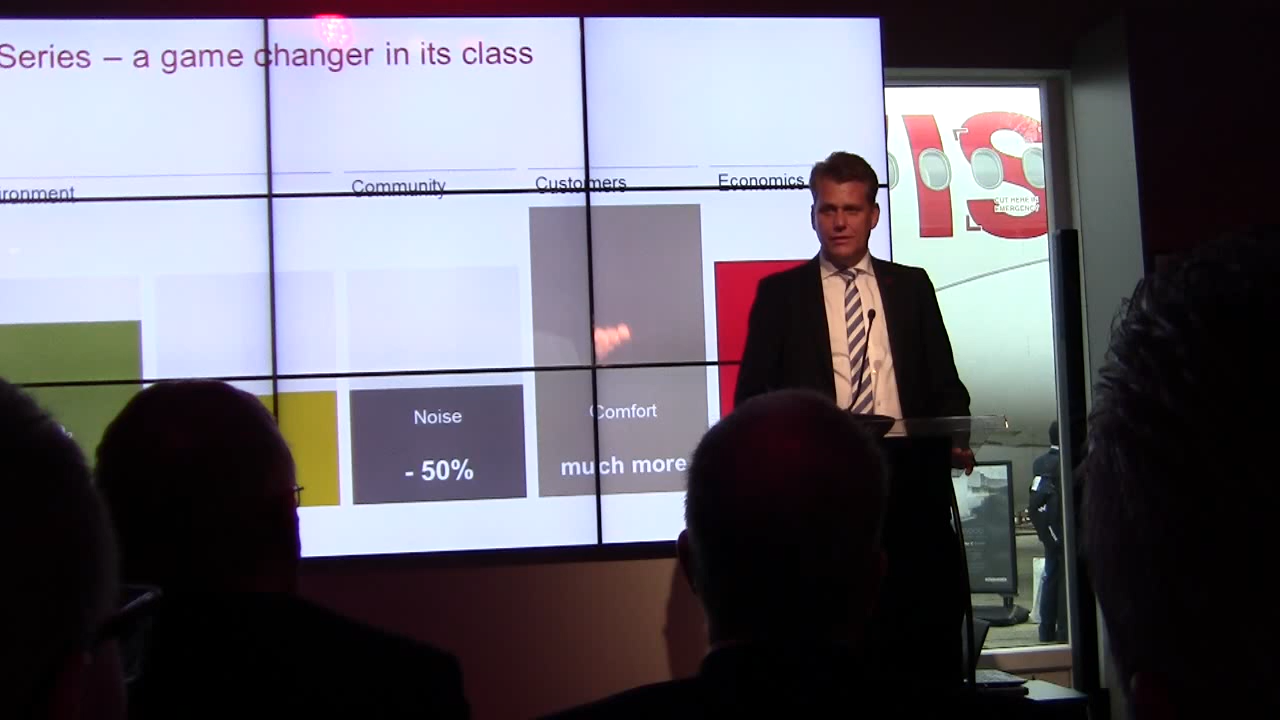 Series – a game changer in its class
ironment
Community
Customers
Economics
Noise
Comfort
- 50%
much more
IS
CUT HERE IN
EMERGENCY